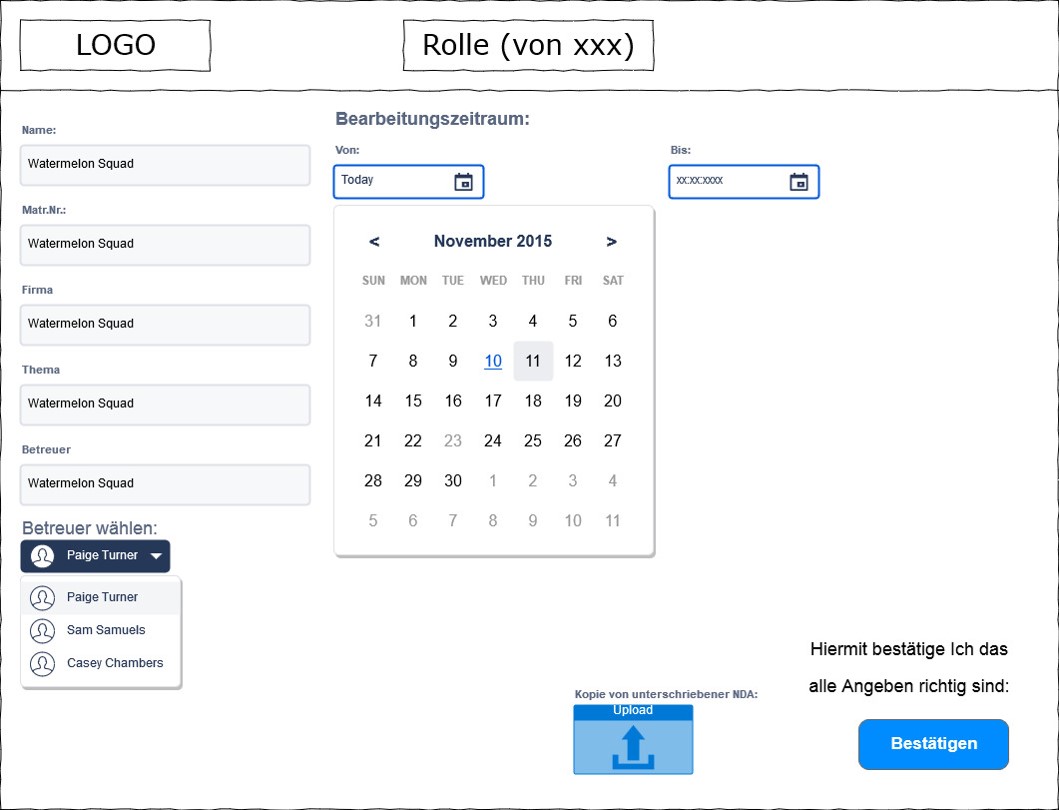 LOGO
Rolle (von xxx)
Name:
Watermelon Squad
Matr.Nr.:
Watermelon Squad
Firma
Watermelon Squad
Thema
Watermelon Squad
Betreuer
Watermelon Squad
Betreuer wählen:
Paige Turner
Paige Turner
Sam Samuels
Casey Chambers
Bearbeitungszeitraum:
Von:
Today
Bis:
xx:xx:xxxx
< November 2015 >
SUN MON TUE WED THU FRI SAT
31 1 2 3 4 5 6
7 8 9 10 11 12 13
14 15 16 17 18 19 20
21 22 23 24 25 26 27
28 29 30 1 2 3 4
5 6 7 8 9 10 11
Kopie von unterschriebener NDA:
Upload
Hiermit bestätige Ich das
alle Angeben richtig sind:
Bestätigen